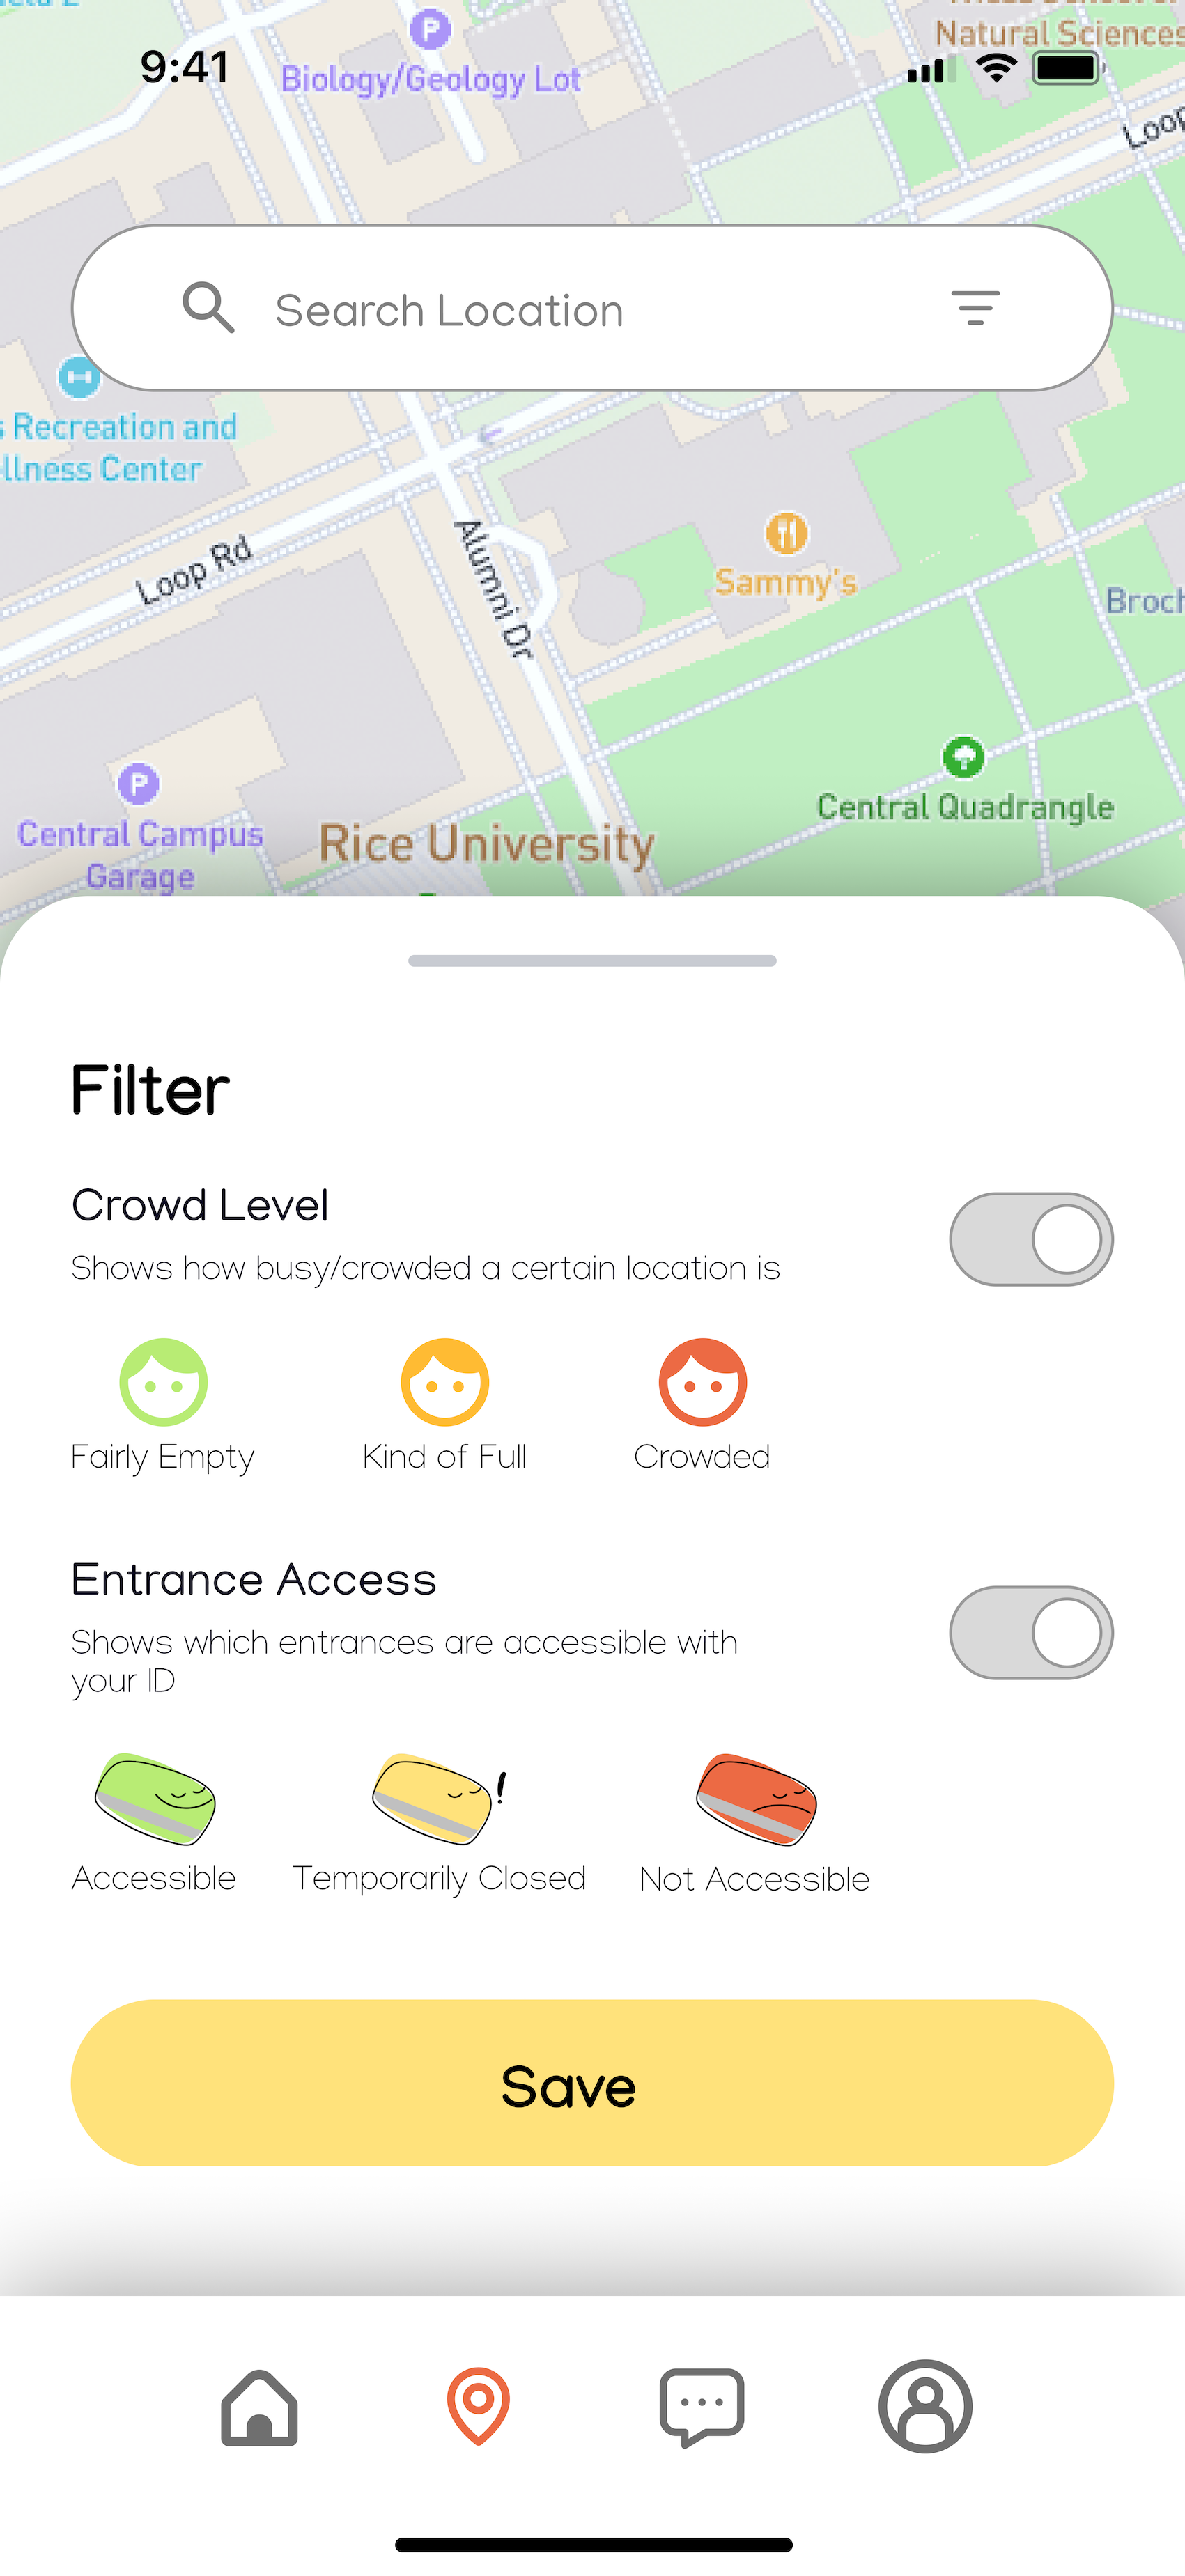 Natural Sciences
9:41
Biology/Geology Lot
Loop
Search Location
Recreation and
llness Center
Loop Rd
Alumni Dr
Sammy's
Broch
Central Quadrangle
Central Campus
Garage
Rice University
Filter
Crowd Level
Shows how busy/crowded a certain location is
Fairly Empty
Kind of Full
Crowded
Entrance Access
Shows which entrances are accessible with
your ID
!
Accessible
Temporarily Closed
Not Accessible
Save